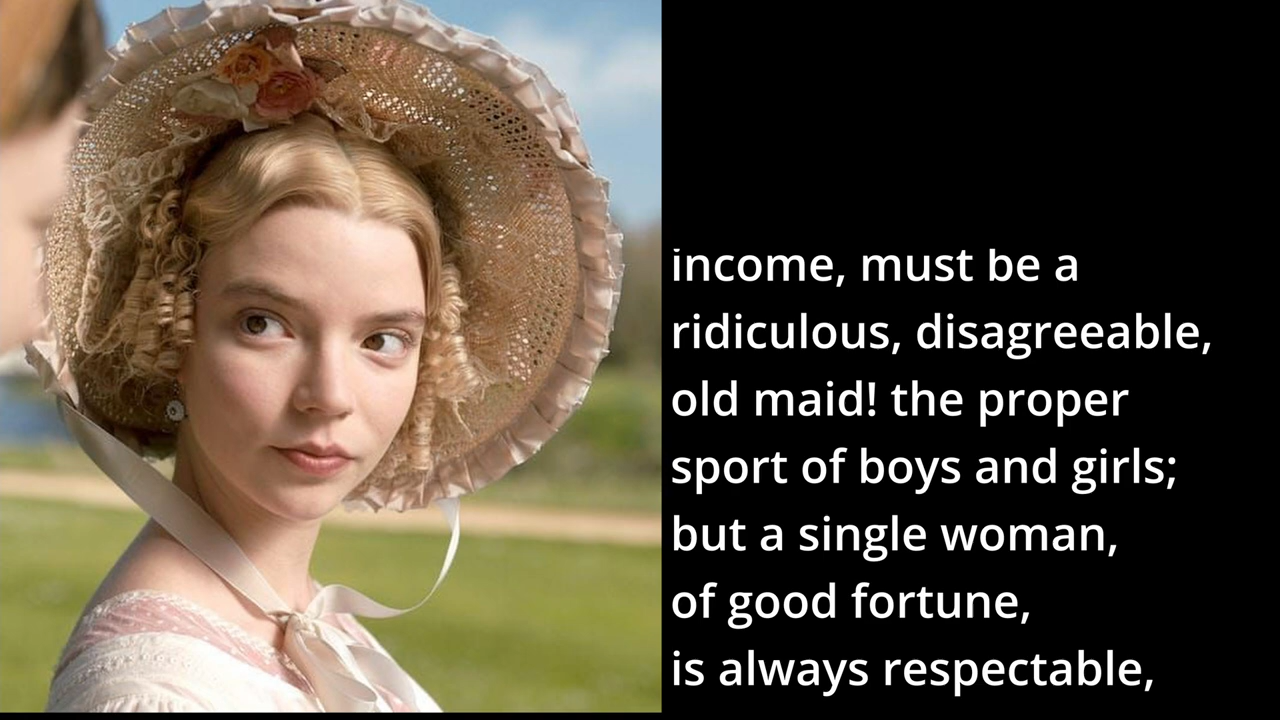 income, must be a
ridiculous, disagreeable,
old maid! the proper
sport of boys and girls;
but a single woman,
of good fortune,
is always respectable,